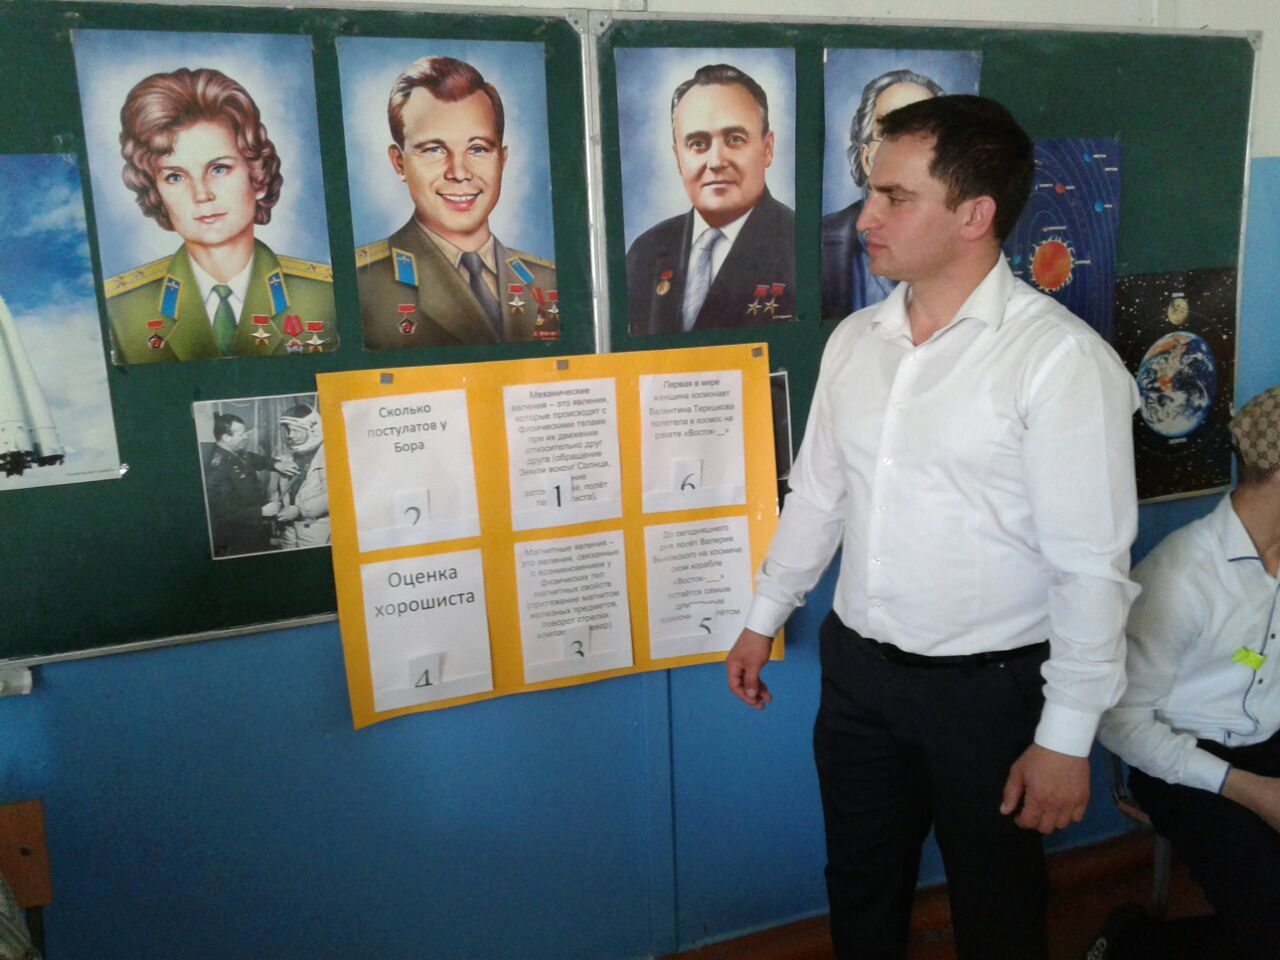 Сколько
постулатов у
Бора
2
Механические
явления – это явления,
которые происходят с
физическими телами
при их движении
относительно друг
друга (обращение
Земли вокруг Солнца,
1
Первая в мире
женщина космонавт
Валентина Терешкова
полетела в космос на
ракете «Восток-__»
6
Оценка
хорошиста
4
Магнитные явления –
это явления, связанные
с возникновением у
физических тел
магнитных свойств
(притяжение магнитом
железных предметов,
поворот стрелки
3
До сегодняшнего
дня полёт Валерия
Быковского на космиче
ском корабле
«Восток-___»
остаётся самым
5